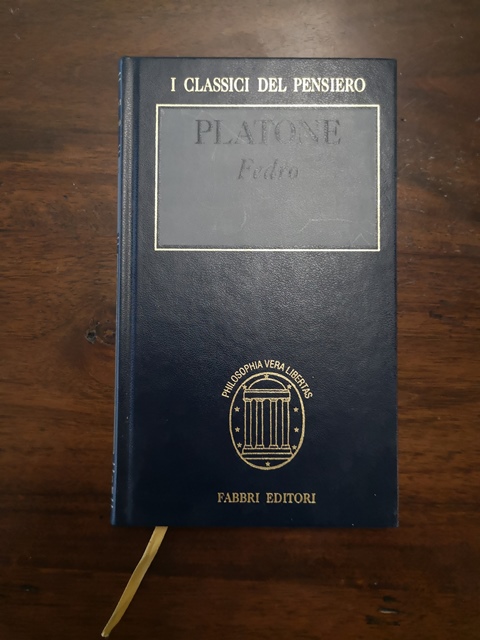 I CLASSICI DEL PENSIERO
PLATONE
Fedro
PHILOSOPHIA VERA LIBERTAS
FABBRI EDITORI